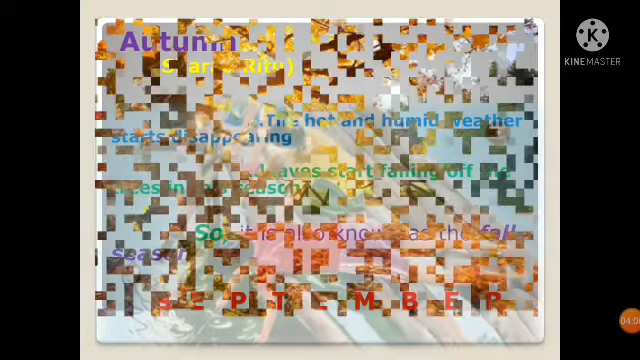 Autumn
The hot and humid weather
starts disappearing
Leaves start falling off the
trees in this season
So, it is also known as the fall
season
SEPTEMBER
KINEMASTER